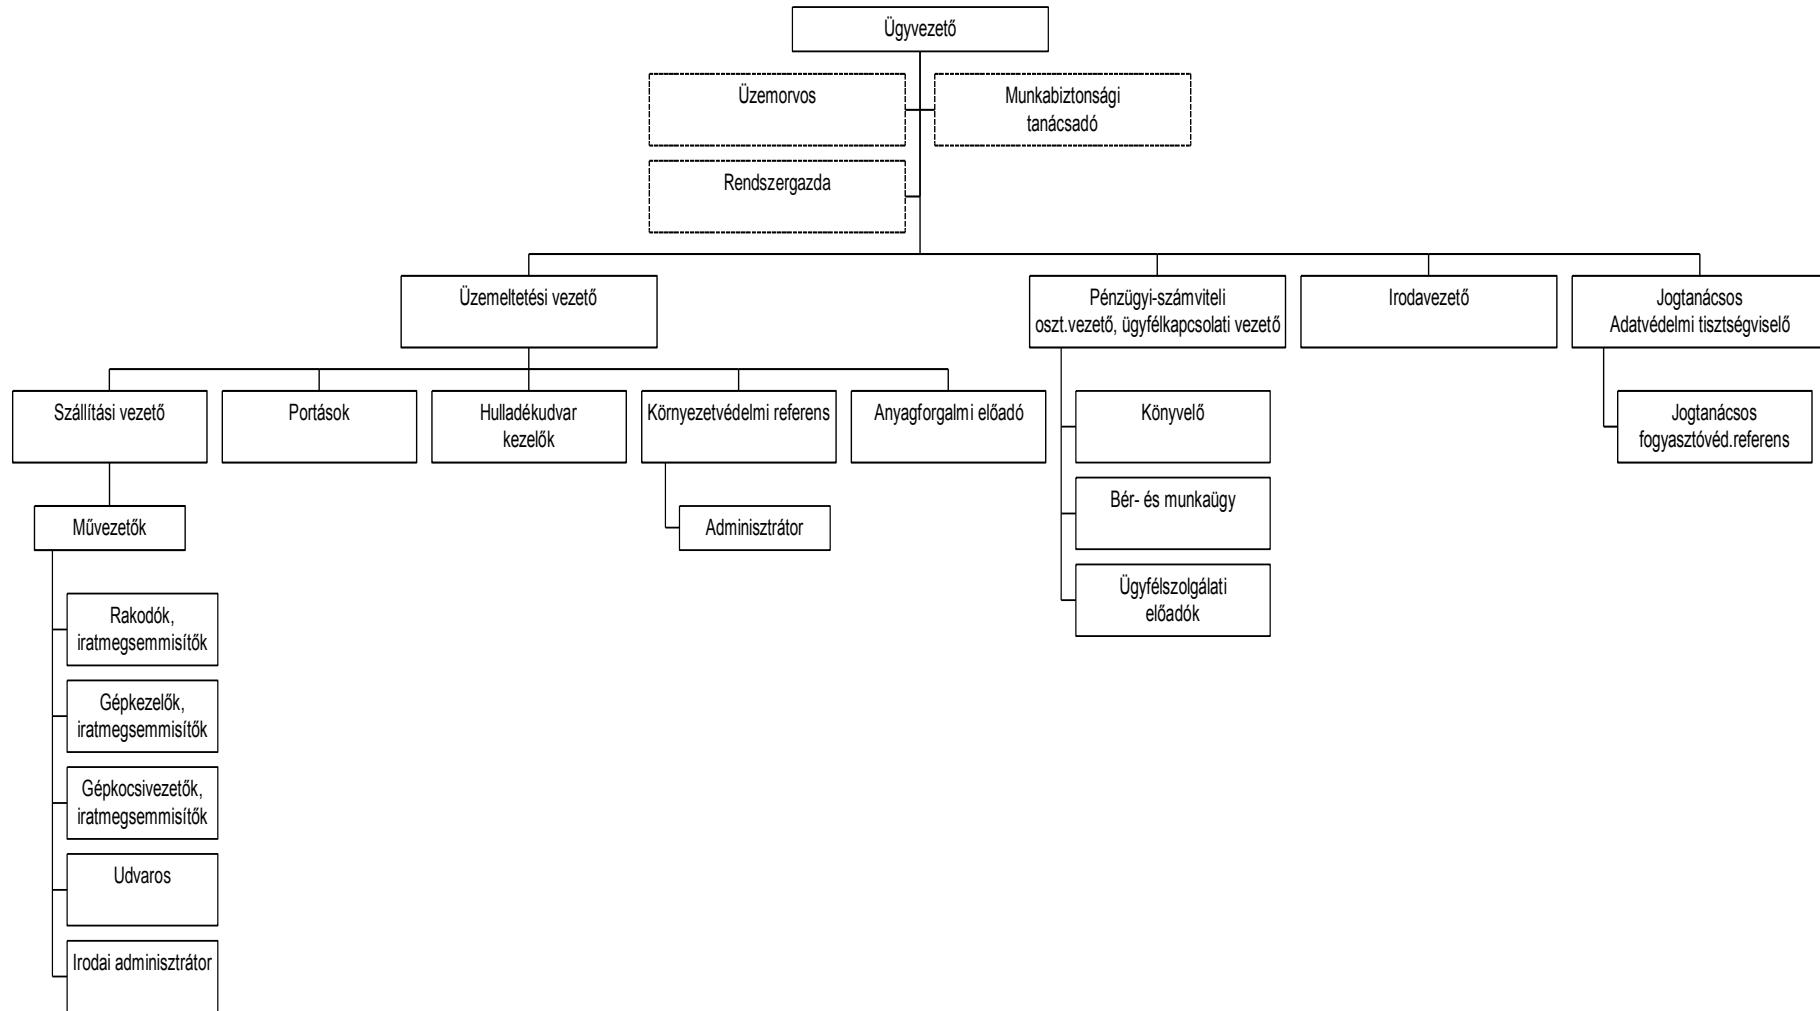 Ügyvezető
Üzemorvos
Munkabiztonsági
tanácsadó
Rendszergazda
Üzemeltetési vezető
Pénzügyi-számviteli
oszt.vezető, ügyfélkapcsolati vezető
Irodavezető
Jogtanácsos
Adatvédelmi tisztségviselő
Szállítási vezető
Portások
Hulladékudvar
kezelők
Környezetvédelmi referens
Anyagforgalmi előadó
Könyvelő
Jogtanácsos
fogyasztóvéd.referens
Bér- és munkaügy
Művezetők
Adminisztrátor
Ügyfélszolgálati
előadók
Rakodók,
iratmegsemmisítők
Gépkezelők,
iratmegsemmisítők
Gépkocsivezetők,
iratmegsemmisítők
Udvaros
Irodai adminisztrátor